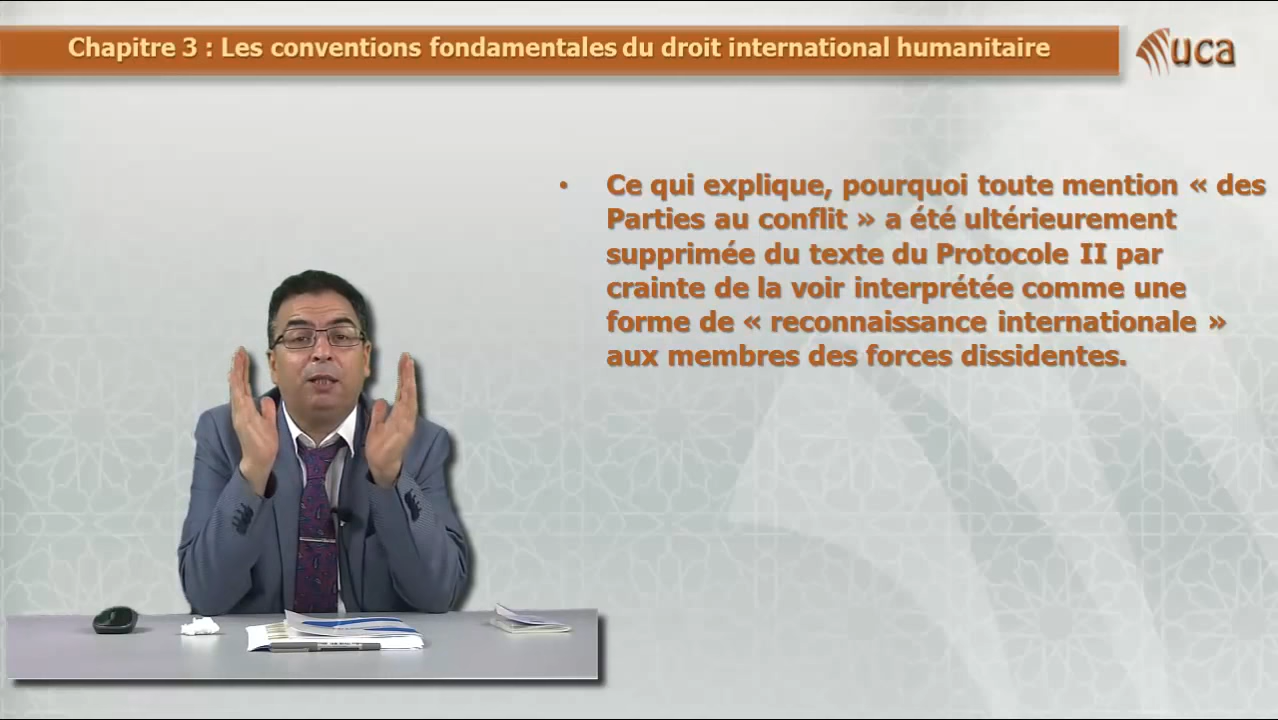 Chapitre 3 : Les conventions fondamentales du droit international humanitaire
uca
• Ce qui explique, pourquoi toute mention « des
Parties au conflit » a été ultérieurement
supprimée du texte du Protocole II par
crainte de la voir interprétée comme une
forme de « reconnaissance internationale »
aux membres des forces dissidentes.